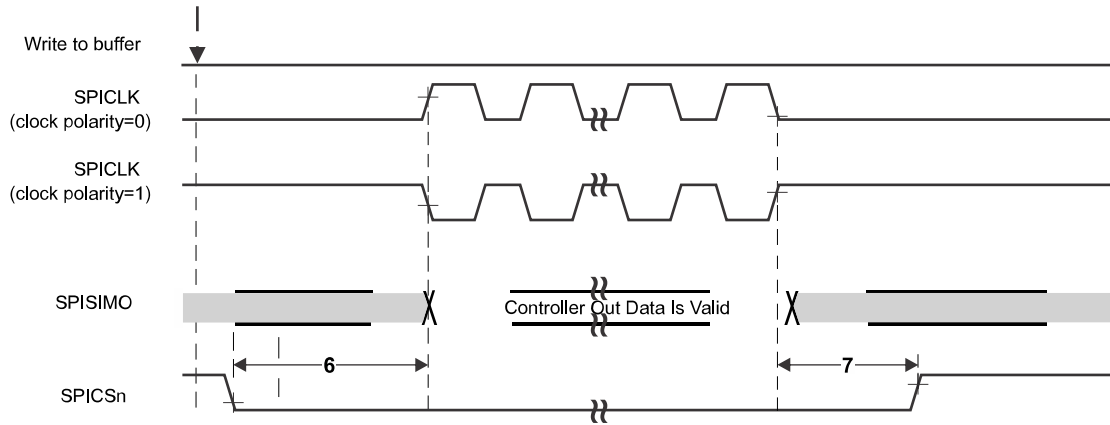 Write to buffer
SPICLK
(clock polarity=0)
SPICLK
(clock polarity=1)
SPISIMO
Controller Out Data Is Valid
6
7
SPICSn